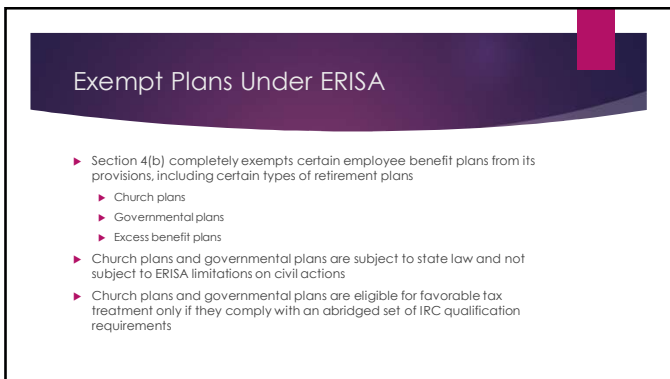 Exempt Plans Under ERISA
Section 4(b) completely exempts certain employee benefit plans from its
provisions, including certain types of retirement plans
Church plans
Governmental plans
Excess benefit plans
Church plans and governmental plans are subject to state law and not
subject to ERISA limitations on civil actions
Church plans and governmental plans are eligible for favorable tax
treatment only if they comply with an abridged set of IRC qualification
requirements